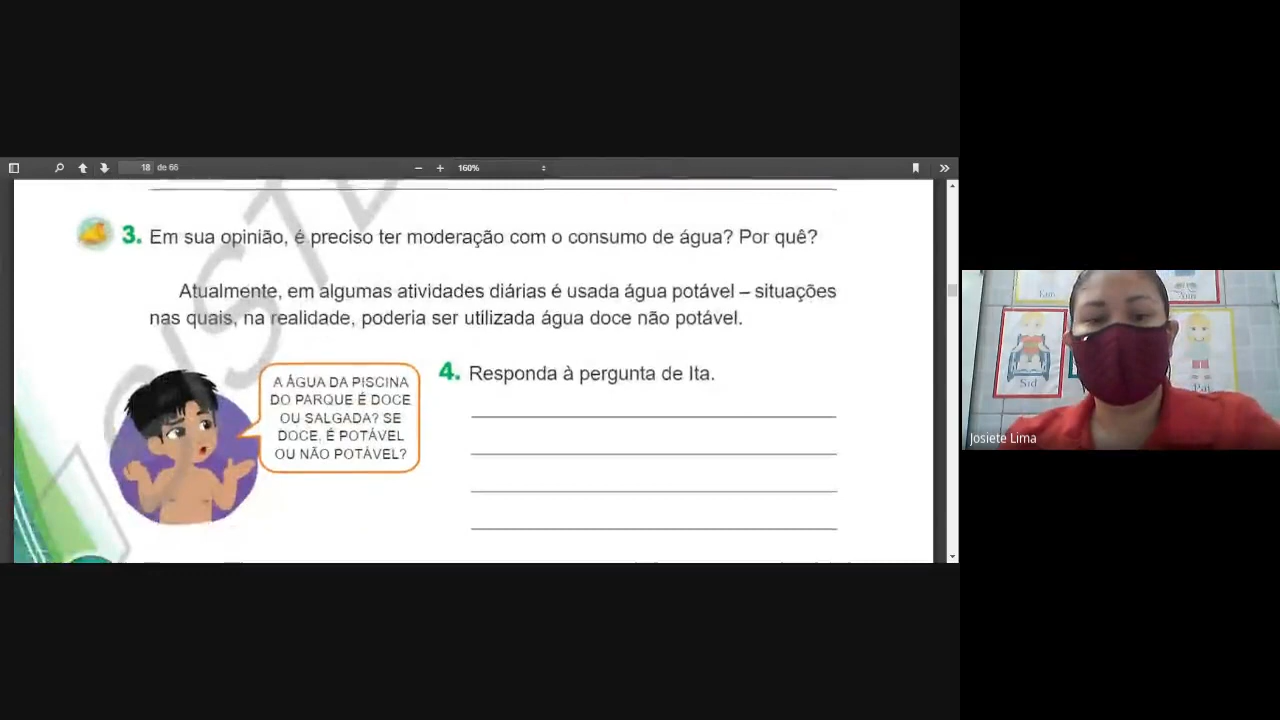 18 de 66
160%
3. Em sua opinião, é preciso ter moderação com o consumo de água? Por quê?
Atualmente, em algumas atividades diárias é usada água potável – situações
nas quais, na realidade, poderia ser utilizada água doce não potável.
A ÁGUA DA PISCINA
DO PARQUE É DOCE
OU SALGADA? SE
DOCE, É POTÁVEL
OU NÃO POTÁVEL?
4. Responda à pergunta de Ita.
Sid
Pat
Josiete Lima